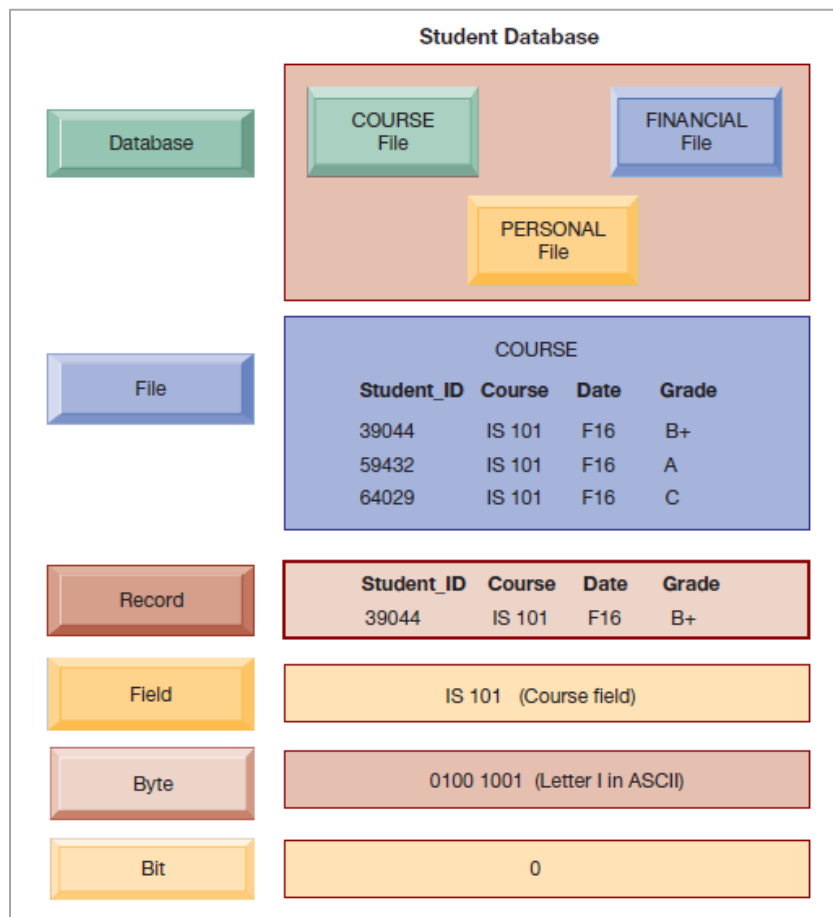 Student Database
Database
COURSE
File
FINANCIAL
File
PERSONAL
File
File
COURSE
Student_ID Course Date Grade
39044 IS 101 F16 B+
59432 IS 101 F16 A
64029 IS 101 F16 C
Record
Student_ID Course Date Grade
39044 IS 101 F16 B+
Field
IS 101 (Course field)
Byte
0100 1001 (Letter I in ASCII)
Bit
0